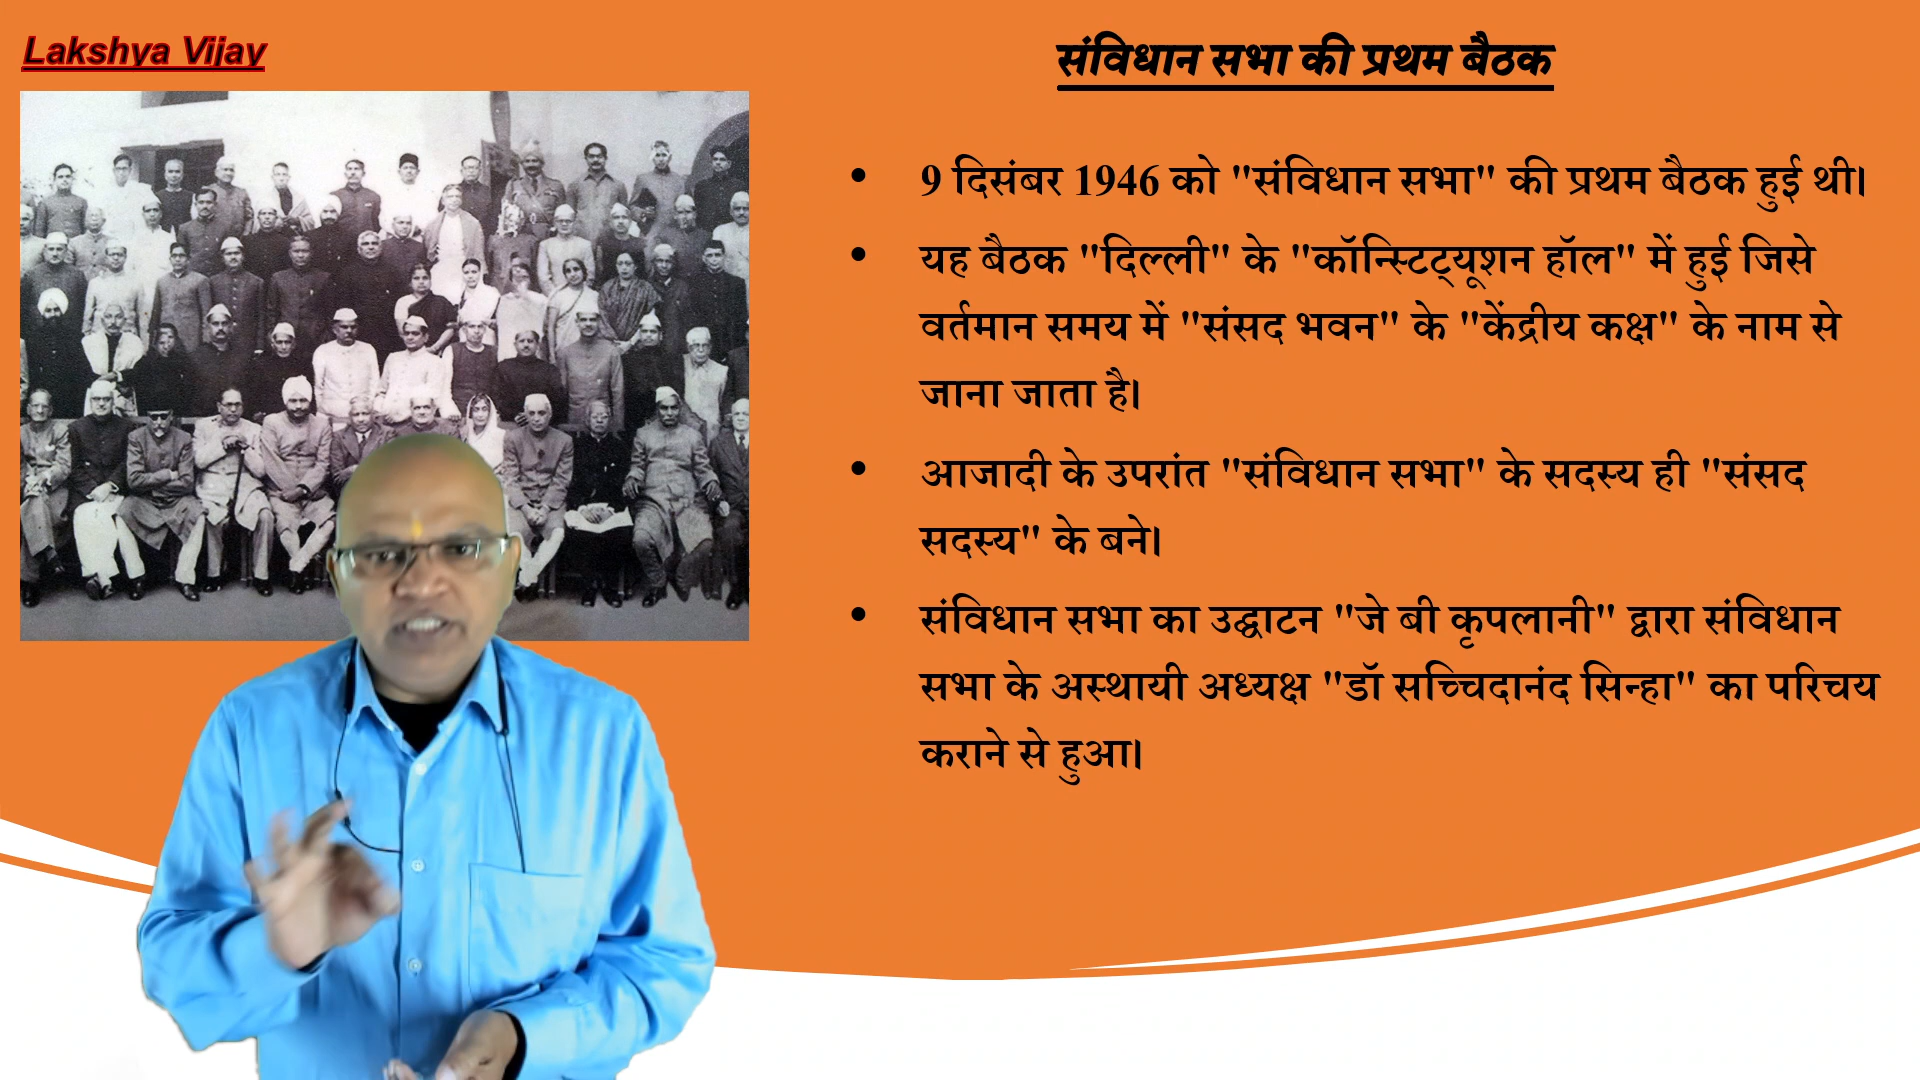 Lakshya Vijay
संविधान सभा की प्रथम बैठक
• 9 दिसंबर 1946 को "संविधान सभा" की प्रथम बैठक हुई थी।
• यह बैठक "दिल्ली" के "कॉन्स्टिट्यूशन हॉल" में हुई जिसे
वर्तमान समय में "संसद भवन" के "केंद्रीय कक्ष" के नाम से
जाना जाता है।
• आजादी के उपरांत "संविधान सभा" के सदस्य ही "संसद
सदस्य" के बने।
• संविधान सभा का उद्घाटन "जे बी कृपलानी" द्वारा संविधान
सभा के अस्थायी अध्यक्ष "डॉ सच्चिदानंद सिन्हा" का परिचय
कराने से हुआ।